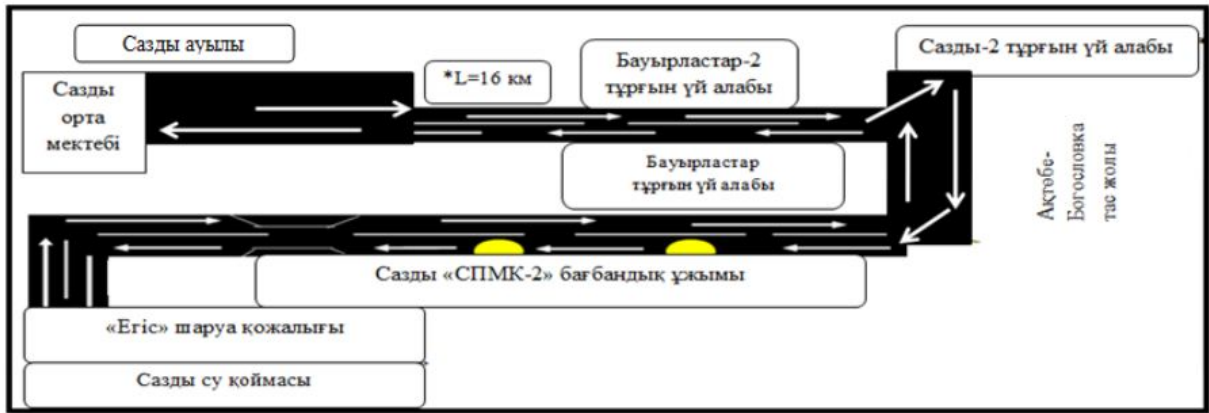 Сазды ауылы
Сазды
орта
мектебі
*L=16 км
Бауырластар-2
тұрғын үй алабы
Сазды-2 тұрғын үй алабы
Бауырластар
тұрғын үй алабы
Ақтөбе-
Богословка
тас жолы
Сазды «СПМК-2» бағбандық ұжымы
«Егіс» шаруа қожалығы
Сазды су қоймасы